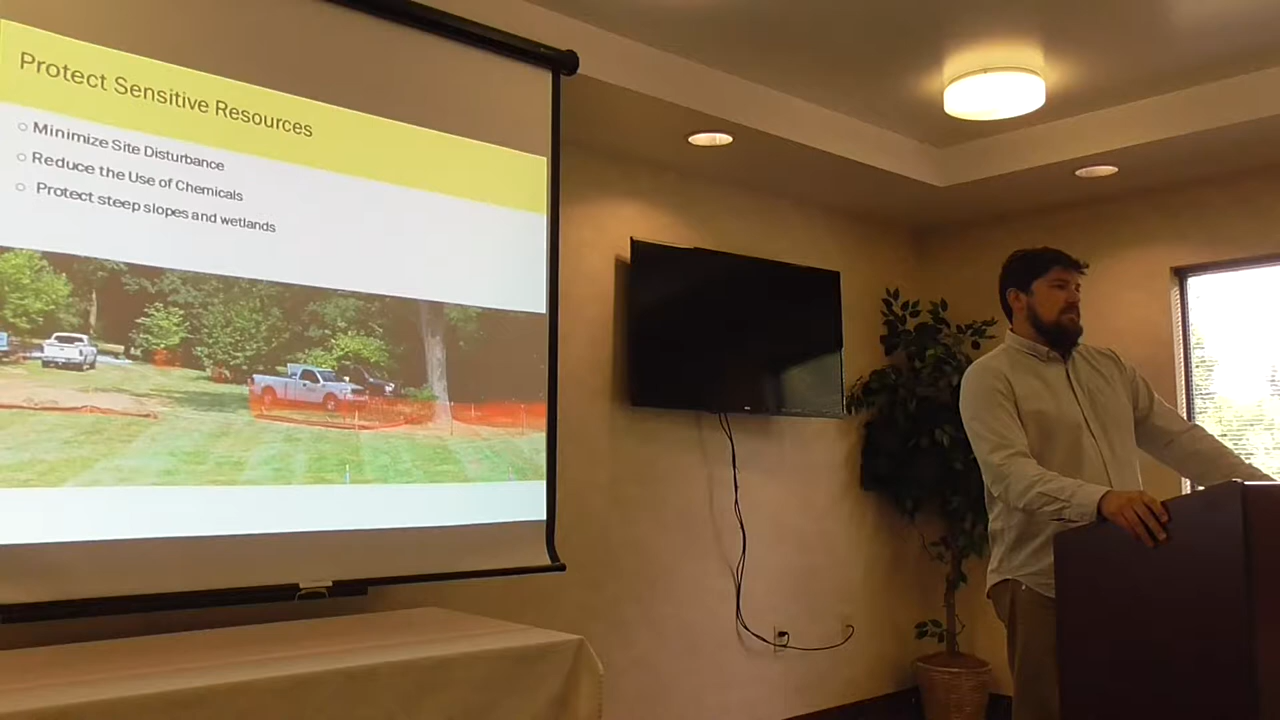 Protect Sensitive Resources
Minimize Site Disturbance
Reduce the Use of Chemicals
Protect steep slopes and wetlands